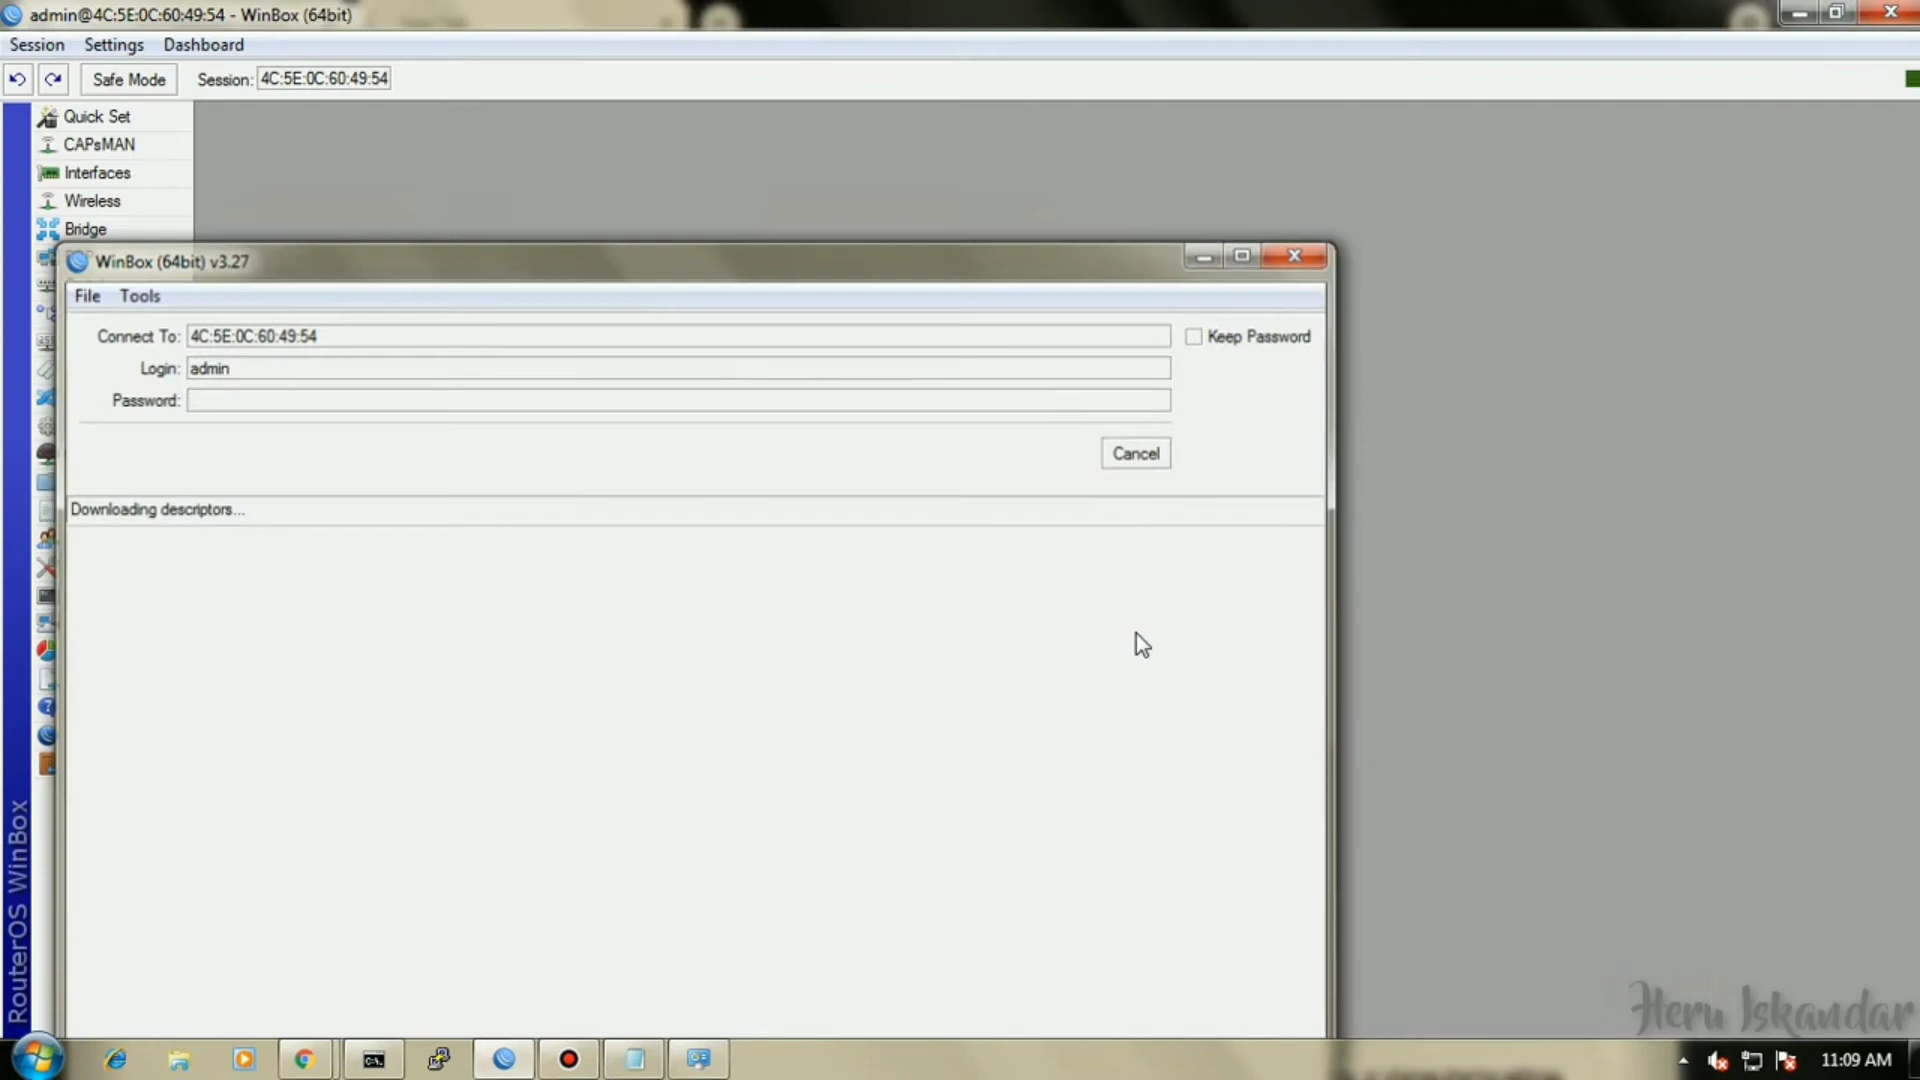 admin@4C:5E:0C:60:49:54 - WinBox (64bit)
Session Settings Dashboard
Safe Mode Session: 4C:5E:0C:60:49:54
Quick Set
CAPsMAN
Interfaces
Wireless
Bridge
WinBox (64bit) v3.27
File Tools
Connect To: 4C:5E:0C:60:49:54 Keep Password
Login: admin
Password:
Cancel
Downloading descriptors...
RouterOS WinBox
Heru Iskandar
11:09 AM